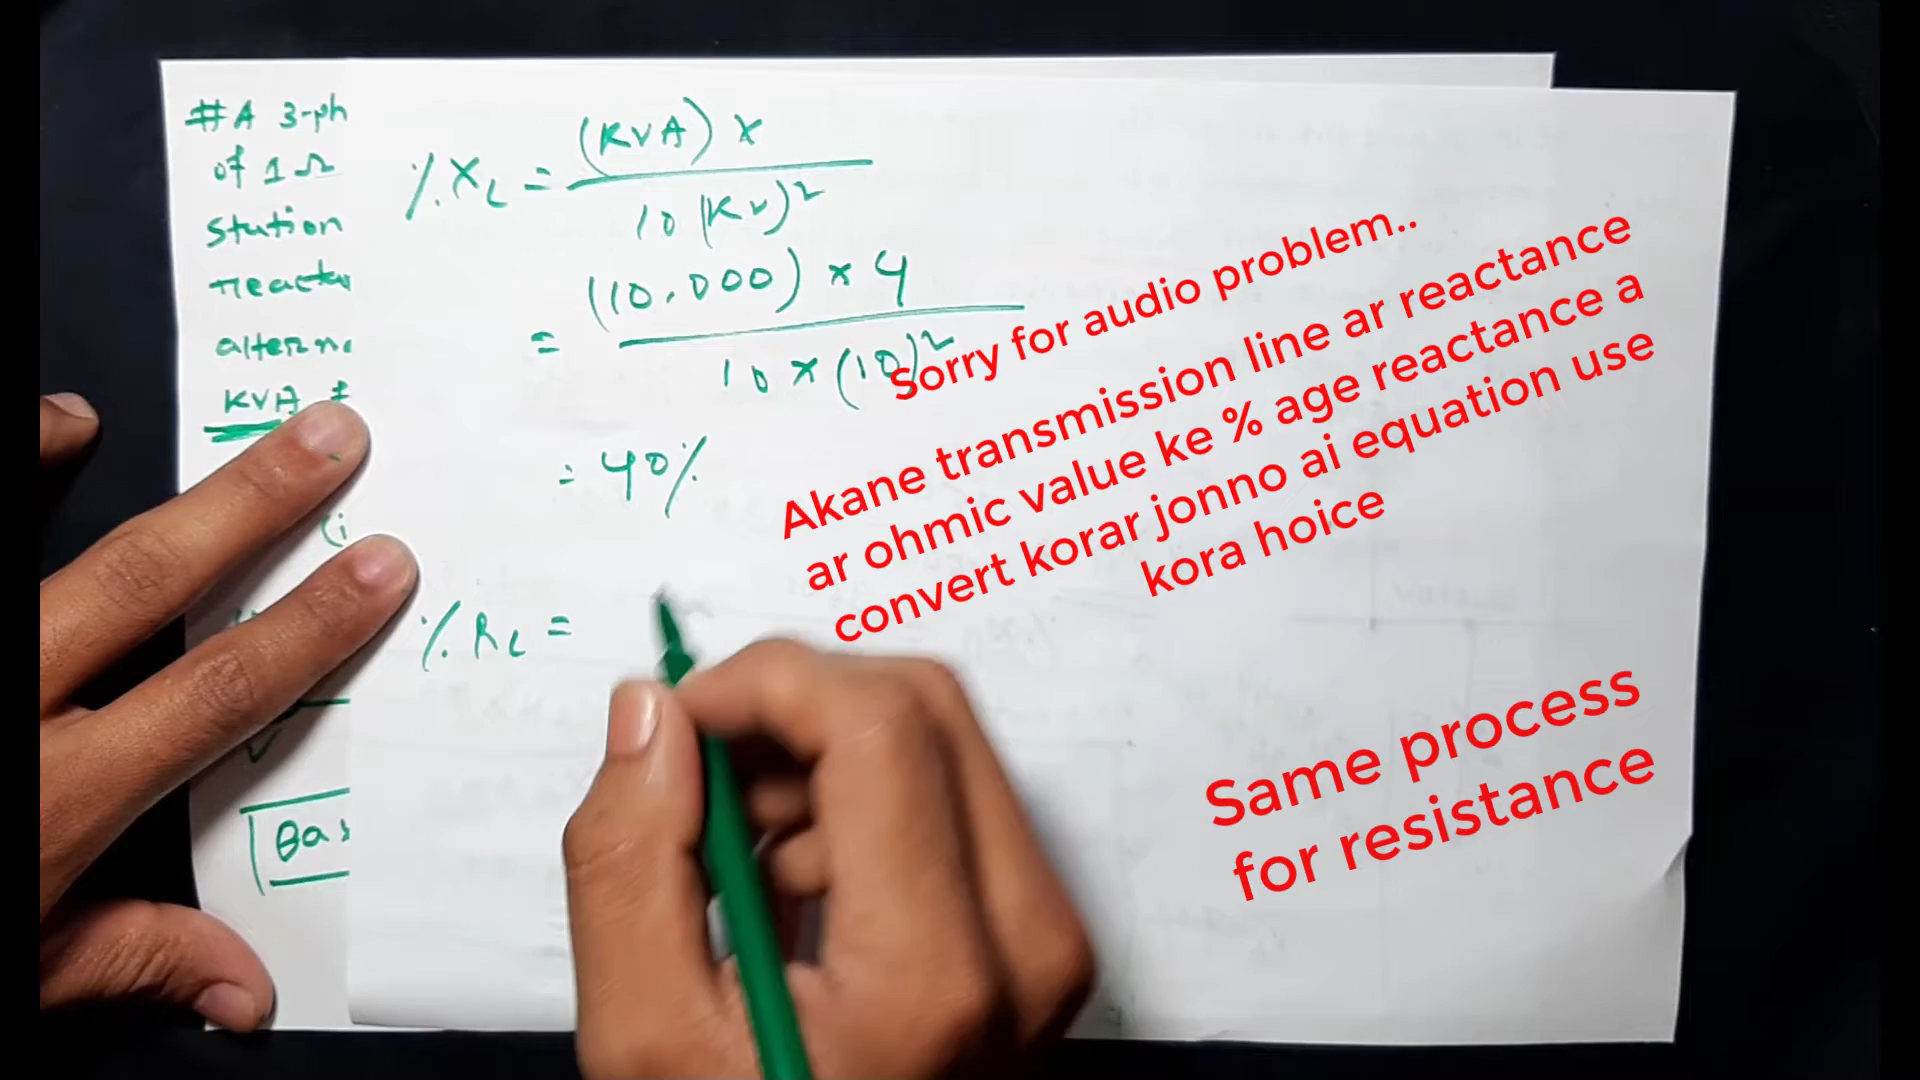 #A 3-ph
of 1Ω
station
reacta
alterna
KVA
(i
Bas
%XL = (KVA) X
10 (KV)²
= (10,000) × 4
10 × (10)²
= 40%
%RL =
Sorry for audio problem..
Akane transmission line ar reactance
ar ohmic value ke % age reactance a
convert korar jonno ai equation use
kora hoice
Same process
for resistance